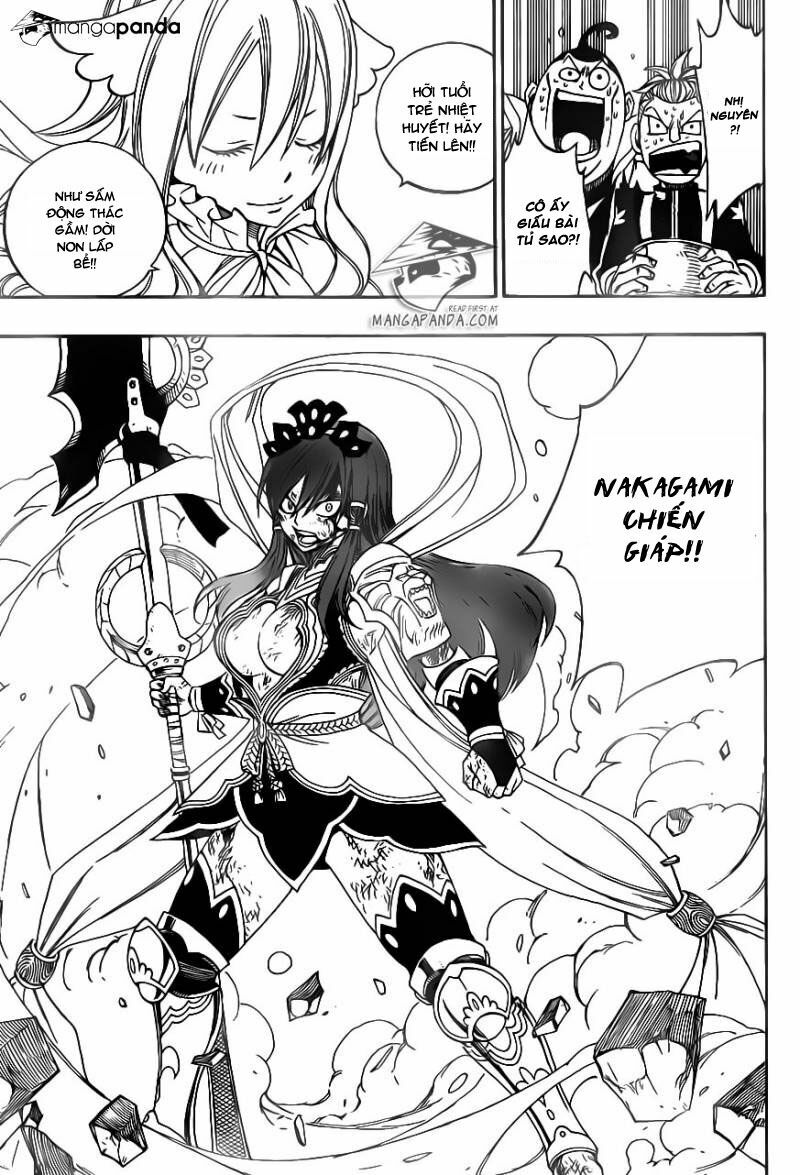 mangapanda
NHỊ
NGUYÊN
?!
CÔ ẤY
GIẤU BÀI
TỦ SAO?!
HỠI TUỔI
TRẺ NHIỆT
HUYẾT! HÃY
TIẾN LÊN!!
NHƯ SẤM
ĐỘNG THÁC
GẦM! DỜI
NON LẤP
BỂ!!
READ FIRST AT
MANGAPANDA.COM
NAKAGAMI
CHIẾN
GIÁP!!